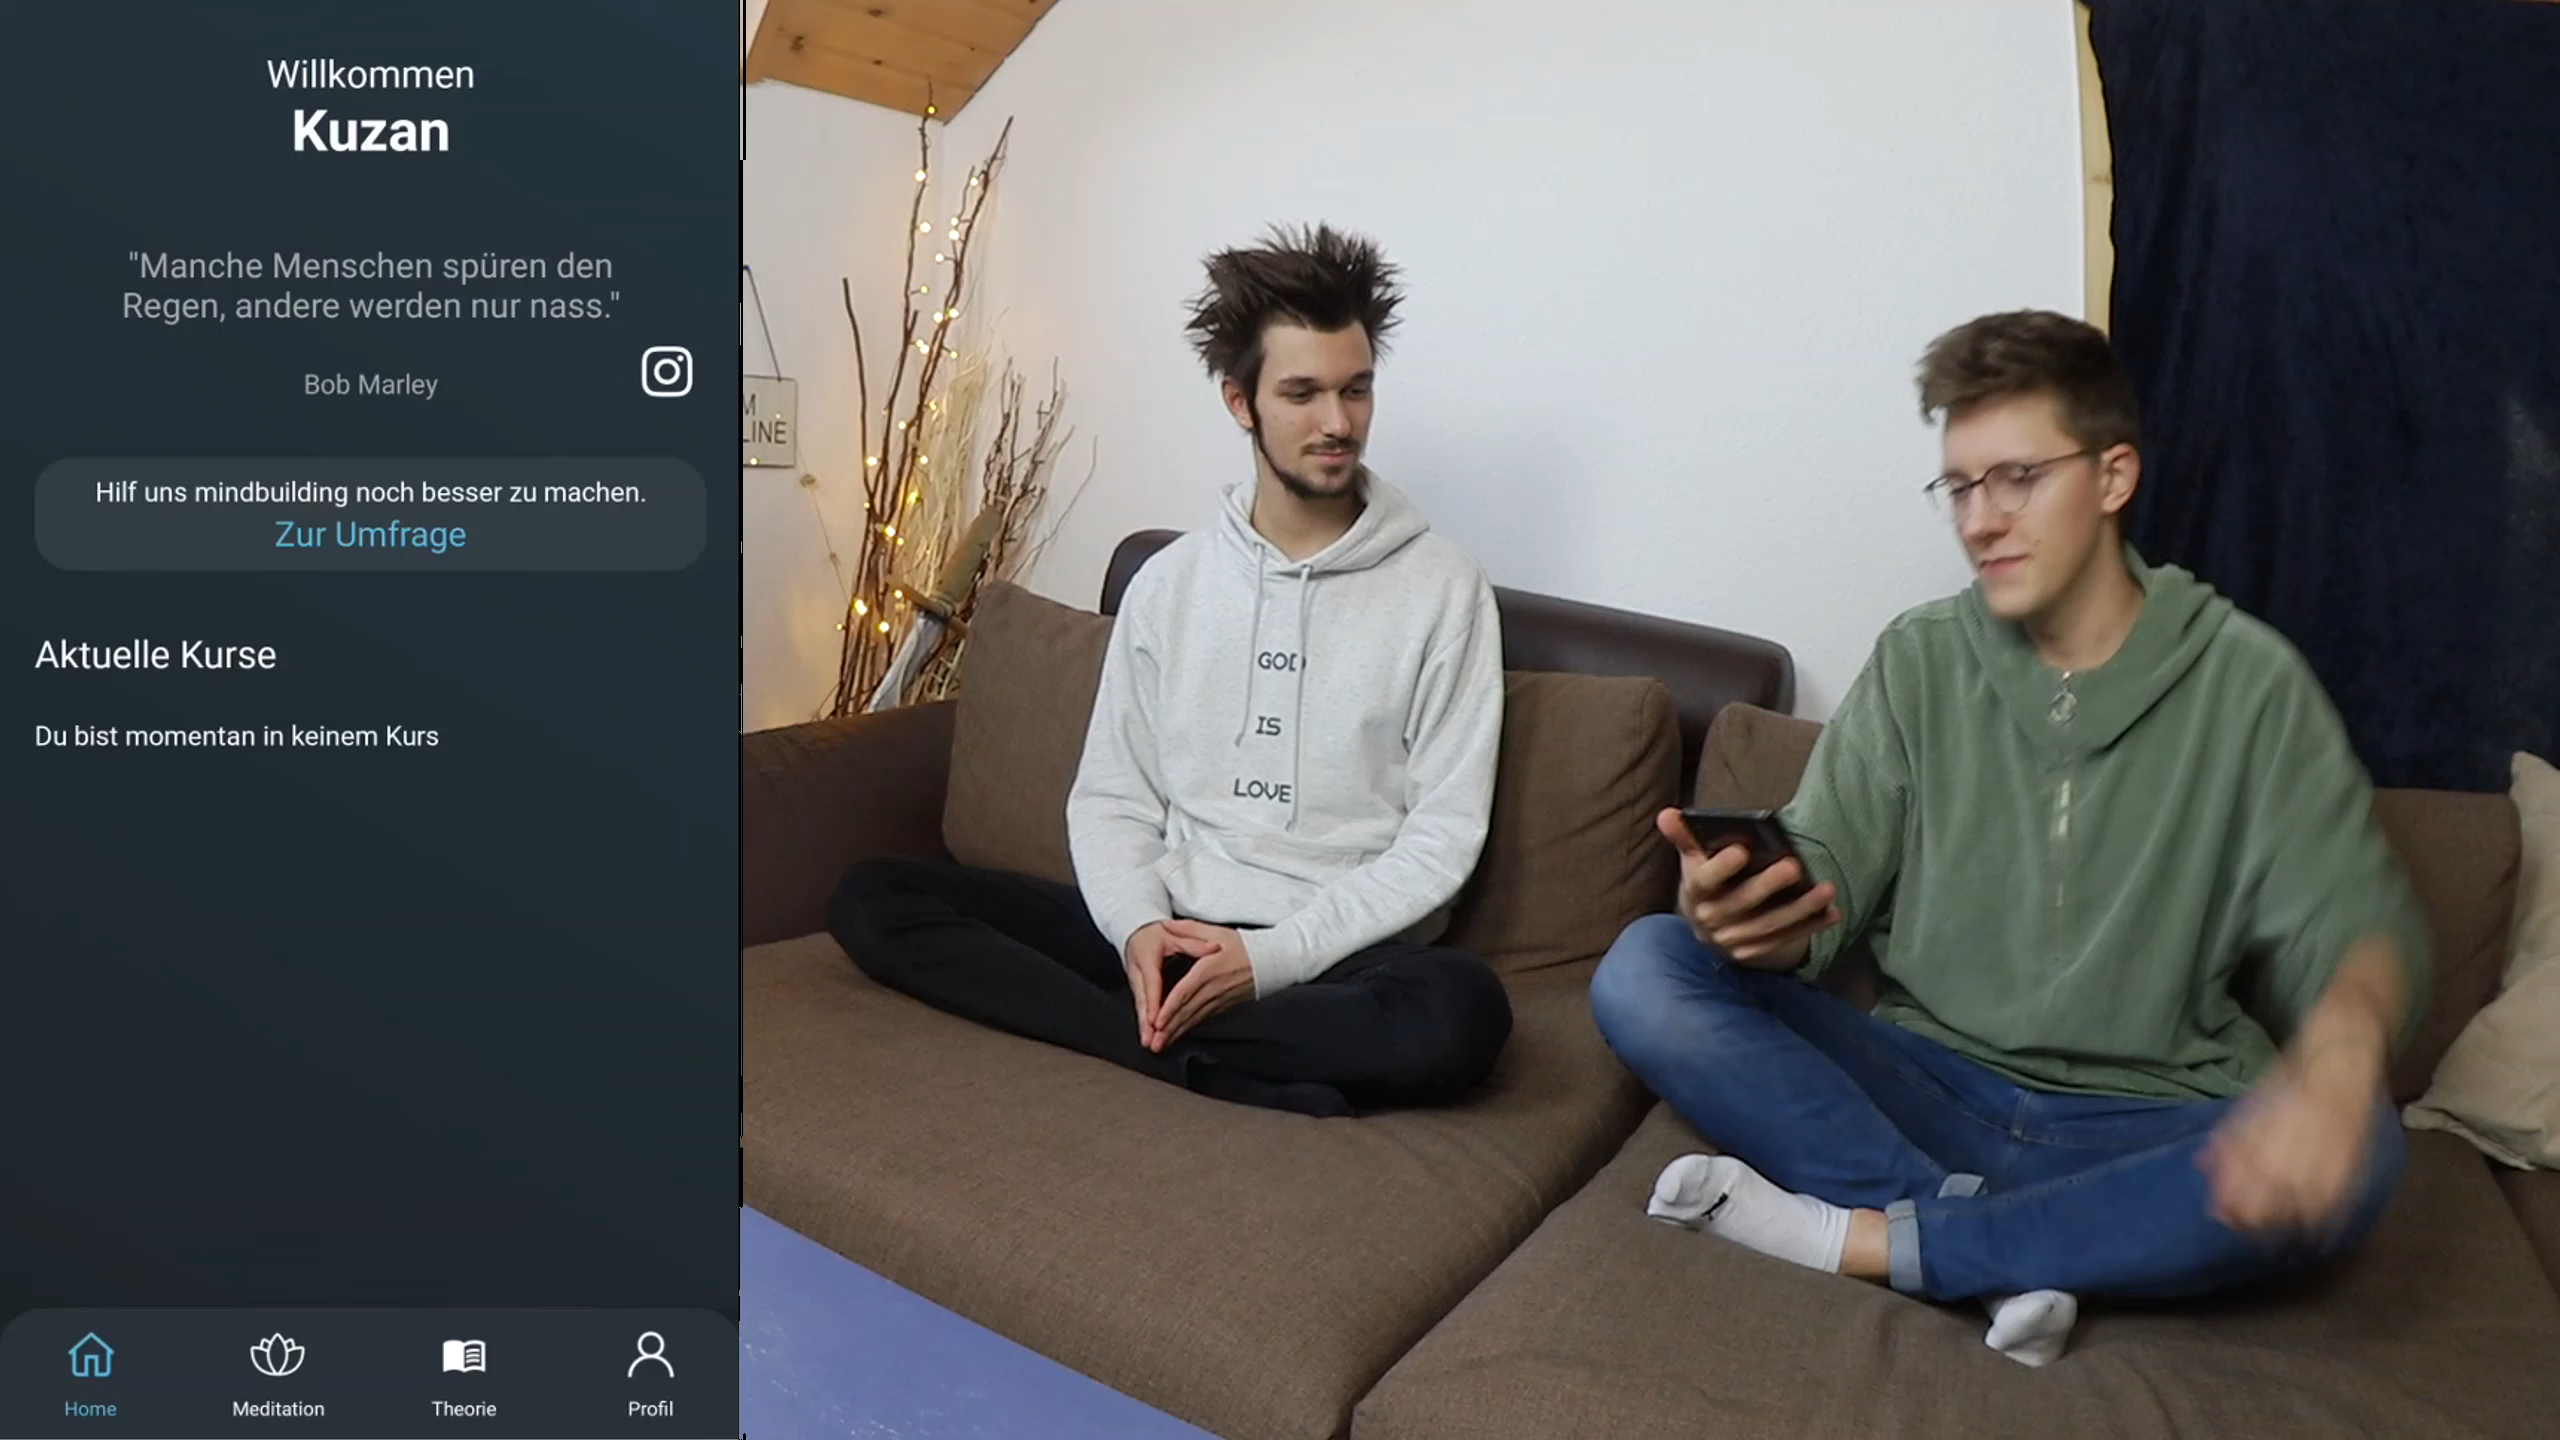 Willkommen
Kuzan
"Manche Menschen spüren den
Regen, andere werden nur nass."
Bob Marley
Hilf uns mindbuilding noch besser zu machen.
Zur Umfrage
Aktuelle Kurse
Du bist momentan in keinem Kurs
Home
Meditation
Theorie
Profil
GOD
IS
LOVE